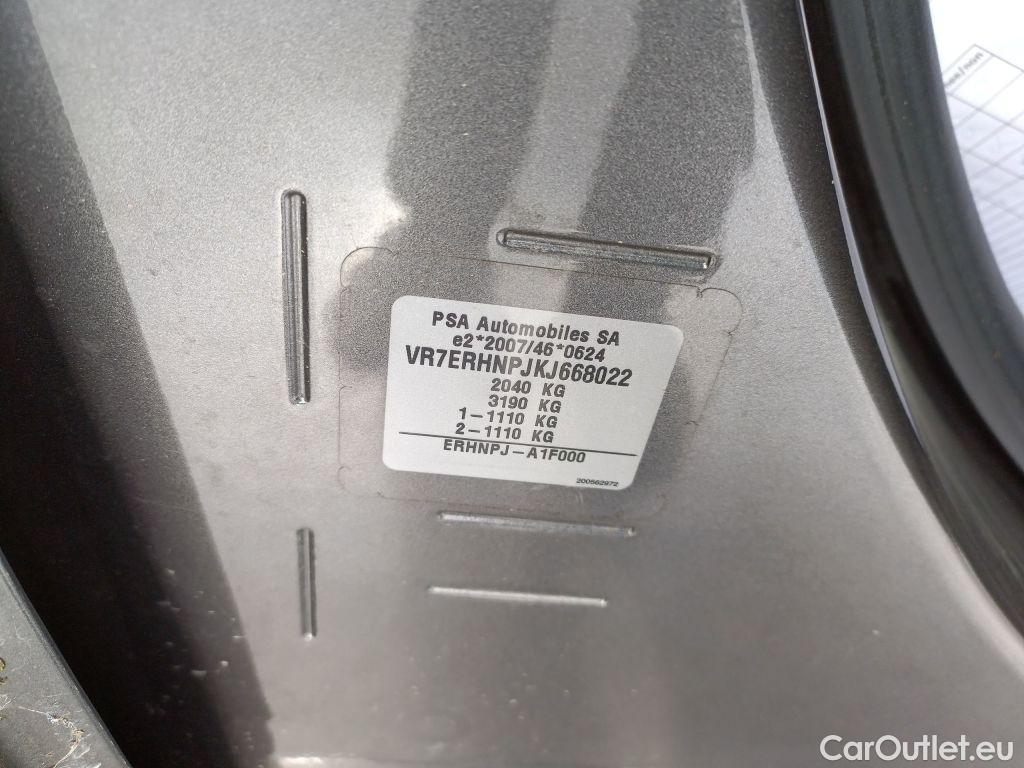 PSA Automobiles SA
e2*2007/46*0624
VR7ERHNPJKJ668022
2040 KG
3190 KG
1-1110 KG
2-1110 KG
ERHNPJ-A1F000
200562972
CarOutlet.eu